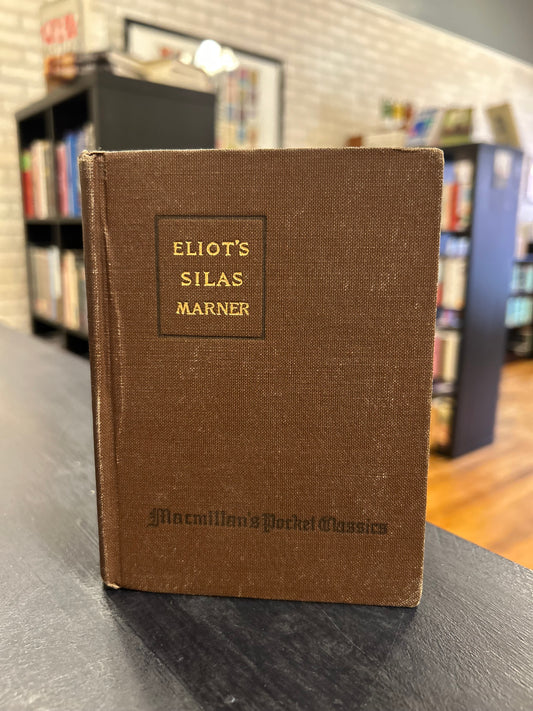 ELIOT'S
SILAS
MARNER
Macmillan's Pocket Classics